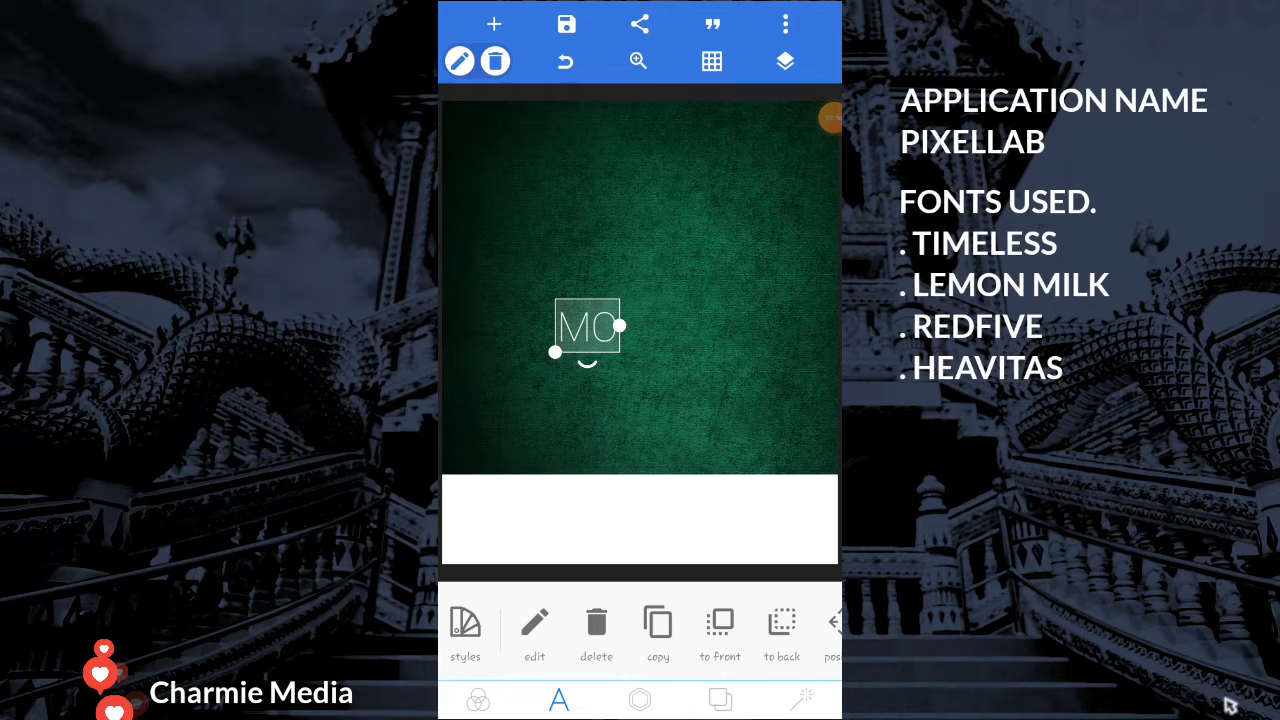 APPLICATION NAME
PIXELLAB
FONTS USED.
. TIMELESS
. LEMON MILK
. REDFIVE
. HEAVITAS
MO
styles
edit
delete
copy
to front
to back
pos
A
Charmie Media